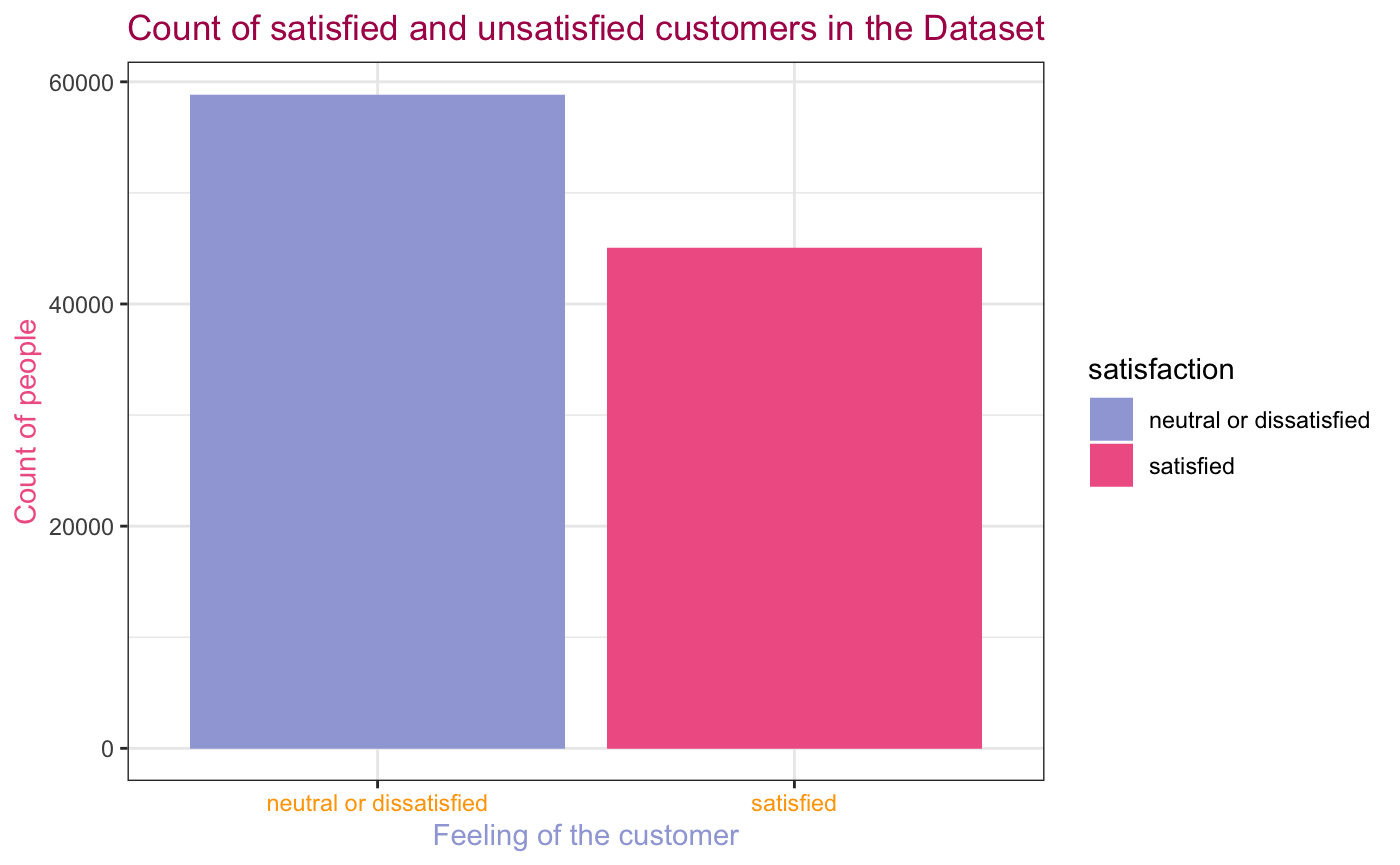 Count of satisfied and unsatisfied customers in the Dataset
60000
40000
20000
0
Count of people
neutral or dissatisfied
satisfied
Feeling of the customer
satisfaction
neutral or dissatisfied
satisfied